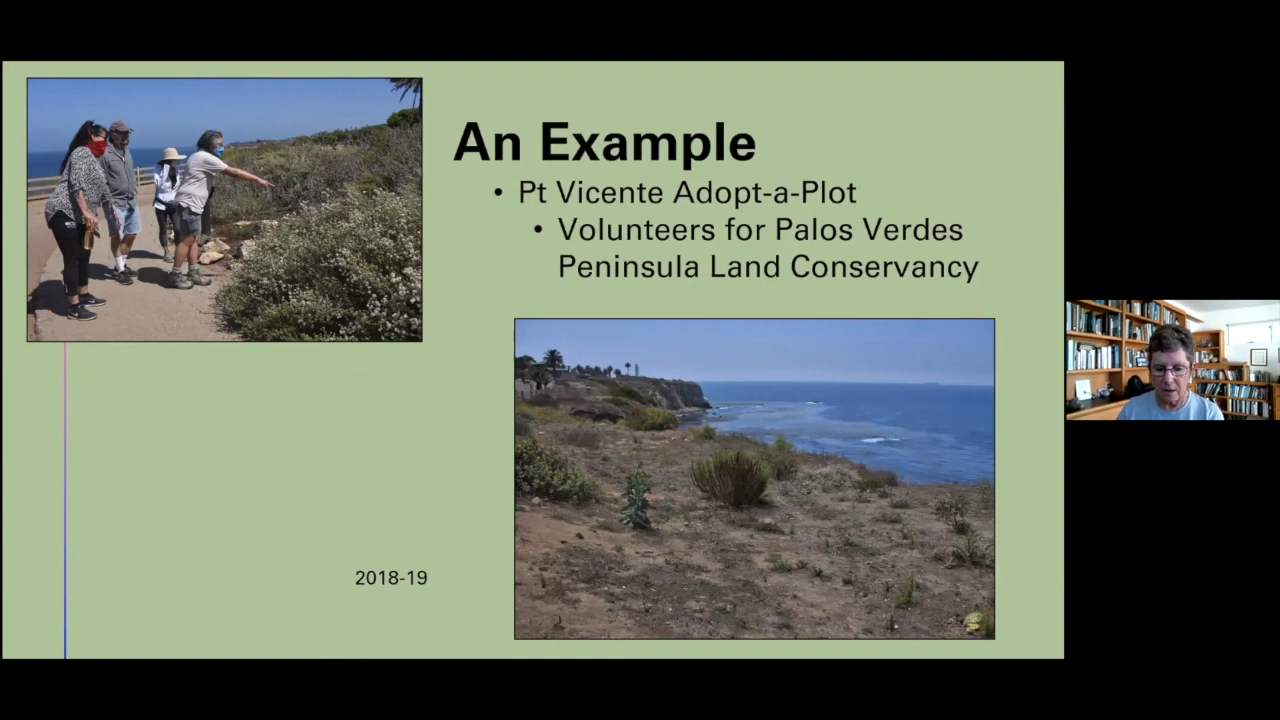 An Example
• Pt Vicente Adopt-a-Plot
• Volunteers for Palos Verdes
Peninsula Land Conservancy
2018-19